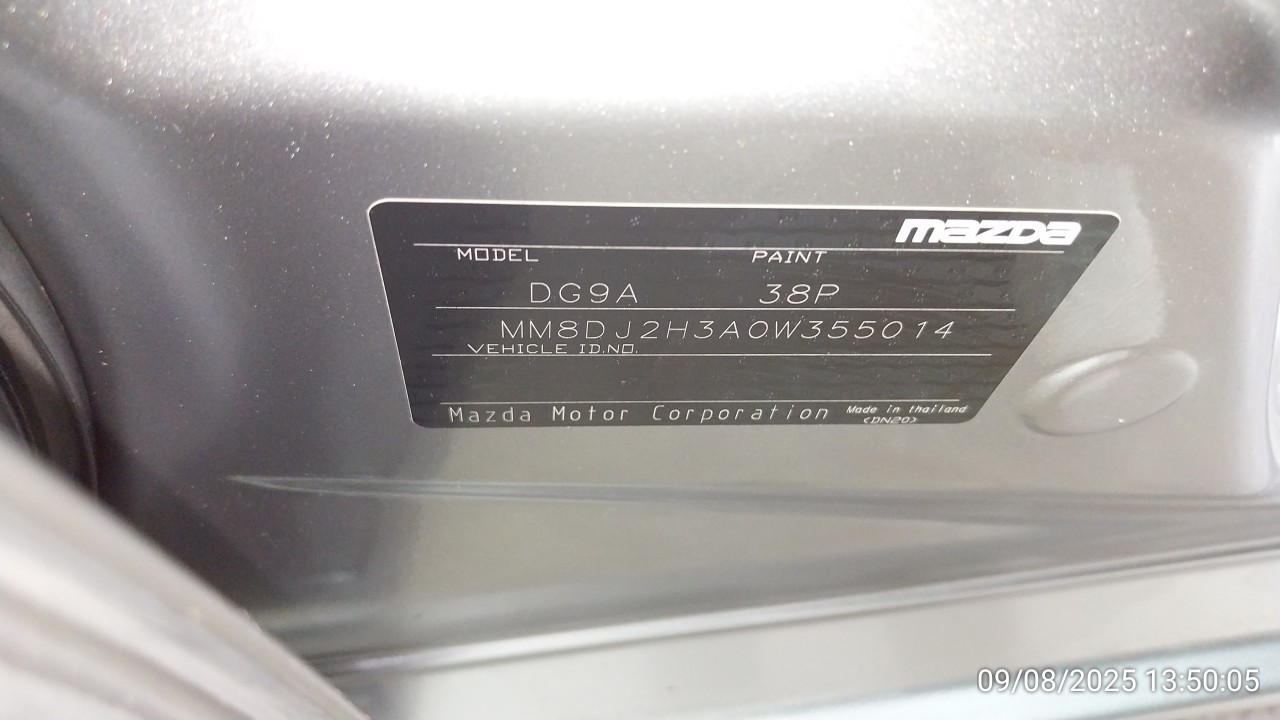 mazda
MODEL PAINT
DG9A 38P
MM8DJ2H3A0W355014
VEHICLE ID.NO.
Mazda Motor Corporation Made in thailand
<DN20>
09/08/2025 13:50:05